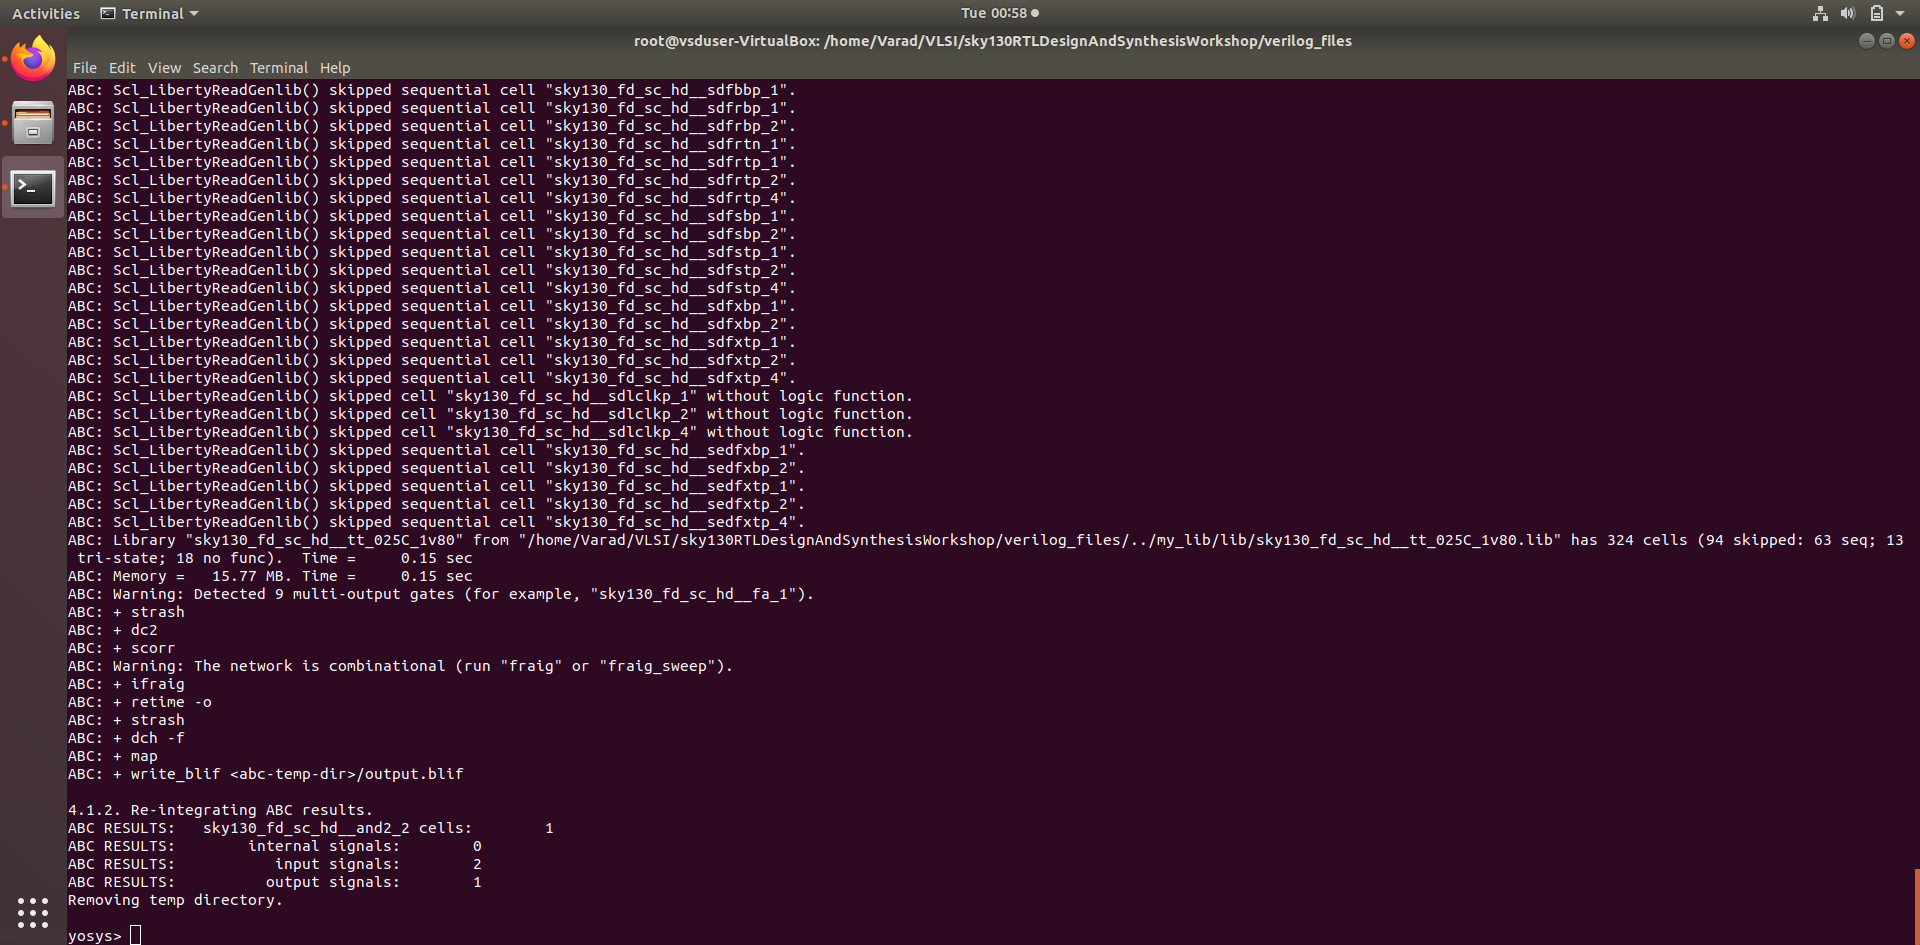 Activities Terminal Tue 00:58
root@vsduser-VirtualBox: /home/Varad/VLSI/sky130RTLDesignAndSynthesisWorkshop/verilog_files
File Edit View Search Terminal Help
ABC: Scl_LibertyReadGenlib() skipped sequential cell "sky130_fd_sc_hd__sdfbbp_1".
ABC: Scl_LibertyReadGenlib() skipped sequential cell "sky130_fd_sc_hd__sdfrbp_1".
ABC: Scl_LibertyReadGenlib() skipped sequential cell "sky130_fd_sc_hd__sdfrbp_2".
ABC: Scl_LibertyReadGenlib() skipped sequential cell "sky130_fd_sc_hd__sdfrtn_1".
ABC: Scl_LibertyReadGenlib() skipped sequential cell "sky130_fd_sc_hd__sdfrtp_1".
ABC: Scl_LibertyReadGenlib() skipped sequential cell "sky130_fd_sc_hd__sdfrtp_2".
ABC: Scl_LibertyReadGenlib() skipped sequential cell "sky130_fd_sc_hd__sdfrtp_4".
ABC: Scl_LibertyReadGenlib() skipped sequential cell "sky130_fd_sc_hd__sdfsbp_1".
ABC: Scl_LibertyReadGenlib() skipped sequential cell "sky130_fd_sc_hd__sdfsbp_2".
ABC: Scl_LibertyReadGenlib() skipped sequential cell "sky130_fd_sc_hd__sdfstp_1".
ABC: Scl_LibertyReadGenlib() skipped sequential cell "sky130_fd_sc_hd__sdfstp_2".
ABC: Scl_LibertyReadGenlib() skipped sequential cell "sky130_fd_sc_hd__sdfstp_4".
ABC: Scl_LibertyReadGenlib() skipped sequential cell "sky130_fd_sc_hd__sdfxbp_1".
ABC: Scl_LibertyReadGenlib() skipped sequential cell "sky130_fd_sc_hd__sdfxbp_2".
ABC: Scl_LibertyReadGenlib() skipped sequential cell "sky130_fd_sc_hd__sdfxtp_1".
ABC: Scl_LibertyReadGenlib() skipped sequential cell "sky130_fd_sc_hd__sdfxtp_2".
ABC: Scl_LibertyReadGenlib() skipped sequential cell "sky130_fd_sc_hd__sdfxtp_4".
ABC: Scl_LibertyReadGenlib() skipped cell "sky130_fd_sc_hd__sdlclkp_1" without logic function.
ABC: Scl_LibertyReadGenlib() skipped cell "sky130_fd_sc_hd__sdlclkp_2" without logic function.
ABC: Scl_LibertyReadGenlib() skipped cell "sky130_fd_sc_hd__sdlclkp_4" without logic function.
ABC: Scl_LibertyReadGenlib() skipped sequential cell "sky130_fd_sc_hd__sedfxbp_1".
ABC: Scl_LibertyReadGenlib() skipped sequential cell "sky130_fd_sc_hd__sedfxbp_2".
ABC: Scl_LibertyReadGenlib() skipped sequential cell "sky130_fd_sc_hd__sedfxtp_1".
ABC: Scl_LibertyReadGenlib() skipped sequential cell "sky130_fd_sc_hd__sedfxtp_2".
ABC: Scl_LibertyReadGenlib() skipped sequential cell "sky130_fd_sc_hd__sedfxtp_4".
ABC: Library "sky130_fd_sc_hd__tt_025C_1v80" from "/home/Varad/VLSI/sky130RTLDesignAndSynthesisWorkshop/verilog_files/../my_lib/lib/sky130_fd_sc_hd__tt_025C_1v80.lib" has 324 cells (94 skipped: 63 seq; 13
tri-state; 18 no func). Time = 0.15 sec
ABC: Memory = 15.77 MB. Time = 0.15 sec
ABC: Warning: Detected 9 multi-output gates (for example, "sky130_fd_sc_hd__fa_1").
ABC: + strash
ABC: + dc2
ABC: + scorr
ABC: Warning: The network is combinational (run "fraig" or "fraig_sweep").
ABC: + ifraig
ABC: + retime -o
ABC: + strash
ABC: + dch -f
ABC: + map
ABC: + write_blif <abc-temp-dir>/output.blif
4.1.2. Re-integrating ABC results.
ABC RESULTS: sky130_fd_sc_hd__and2_2 cells: 1
ABC RESULTS: internal signals: 0
ABC RESULTS: input signals: 2
ABC RESULTS: output signals: 1
Removing temp directory.
yosys>